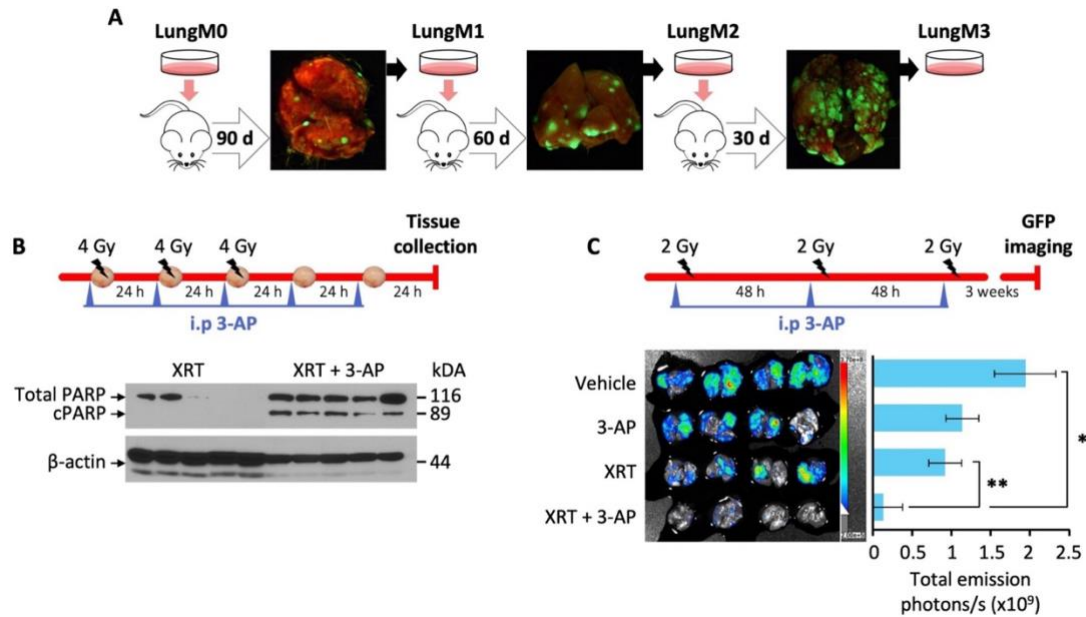 A
LungM0
LungM1
LungM2
LungM3
90 d
60 d
30 d
B
Tissue
collection
4 Gy 4 Gy 4 Gy
24 h 24 h 24 h 24 h 24 h
i.p 3-AP
XRT XRT + 3-AP kDA
Total PARP 116
cPARP 89
β-actin 44
C
GFP
imaging
2 Gy 2 Gy 2 Gy
48 h 48 h 3 weeks
i.p 3-AP
Vehicle
3-AP
XRT
XRT + 3-AP
*
**
0 0.5 1 1.5 2 2.5
Total emission
photons/s (x10⁹)